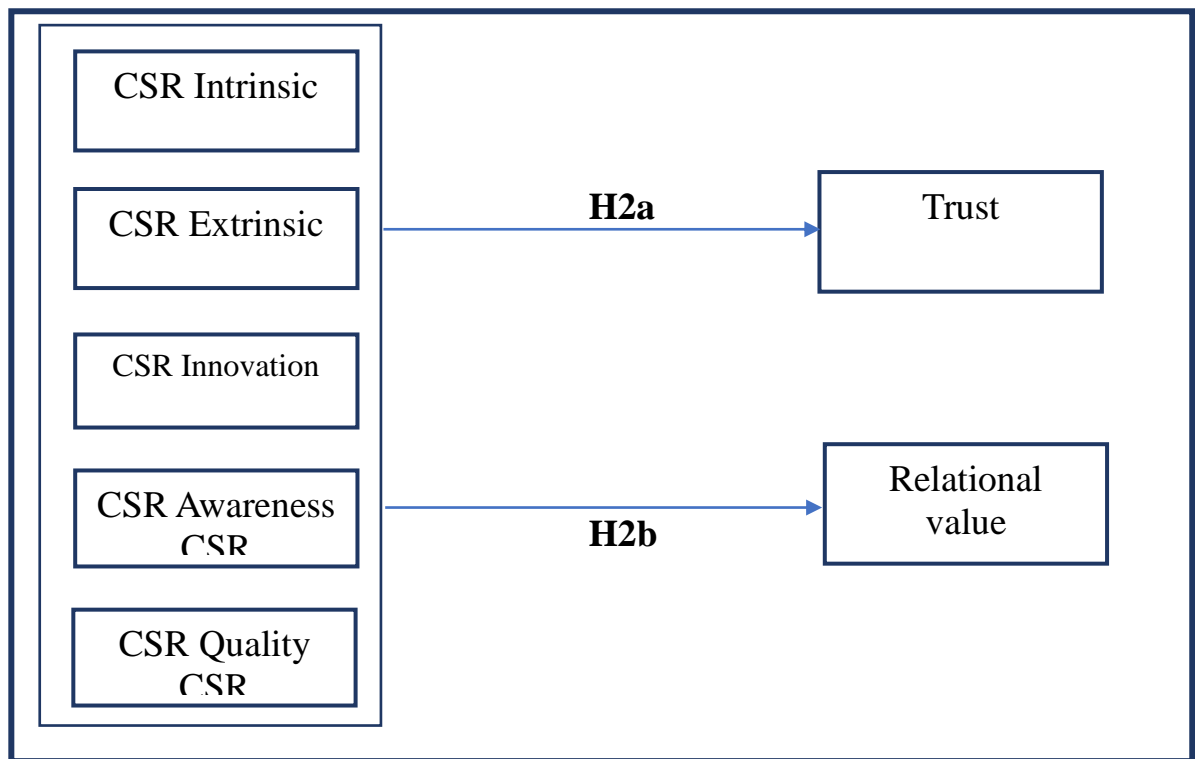 CSR Intrinsic
CSR Extrinsic
CSR Innovation
CSR Awareness
CSR
CSR Quality
CSR
H2a
H2b
Trust
Relational
value